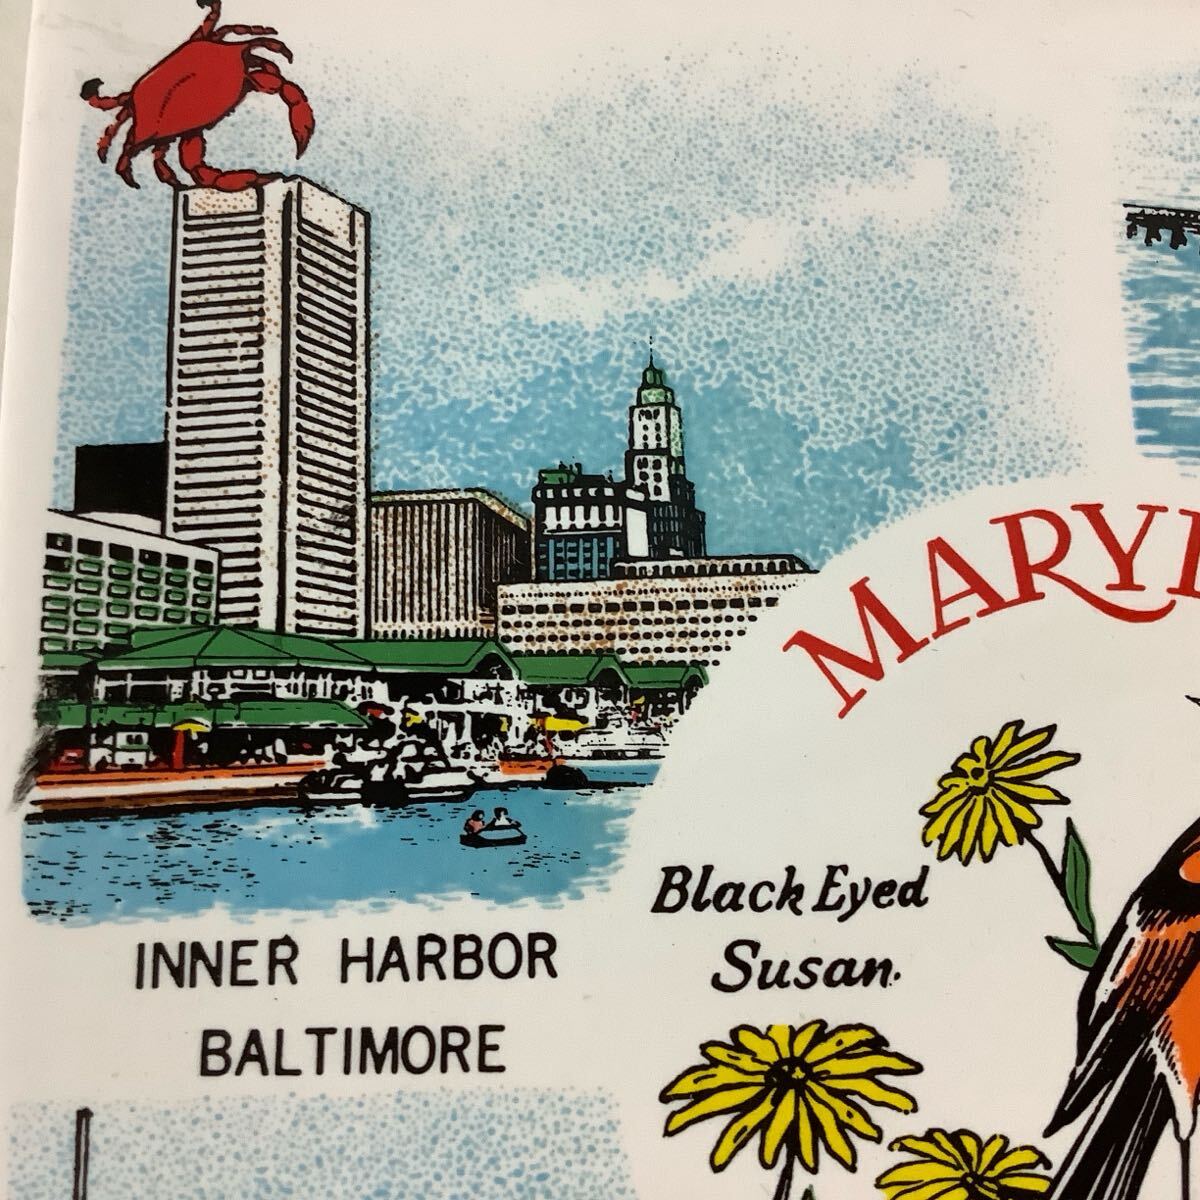 MARYL
INNER HARBOR
BALTIMORE
Black Eyed
Susan.